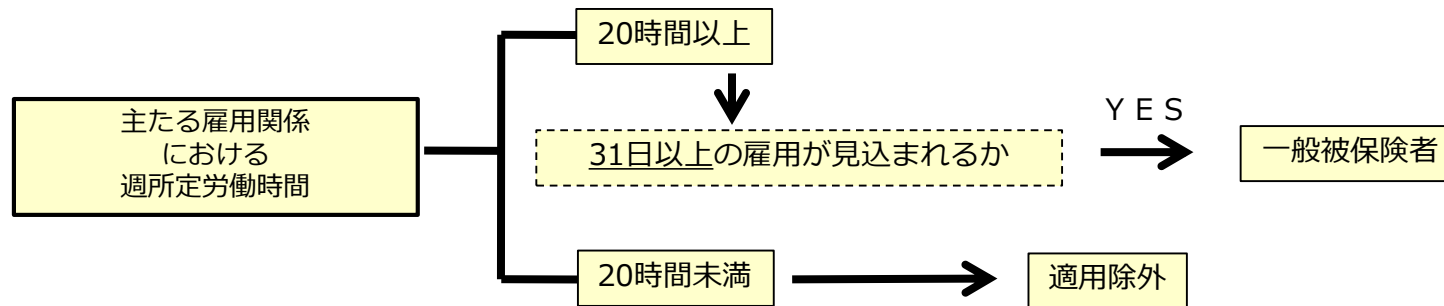 20時間以上
主たる雇用関係
における
週所定労働時間
31日以上の雇用が見込まれるか
ＹＥＳ
一般被保険者
20時間未満
適用除外